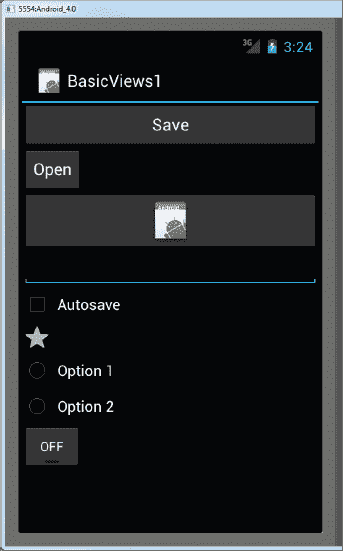 5554:Android_4.0
3G 3:24
BasicViews1
Save
Open
Autosave
Option 1
Option 2
OFF